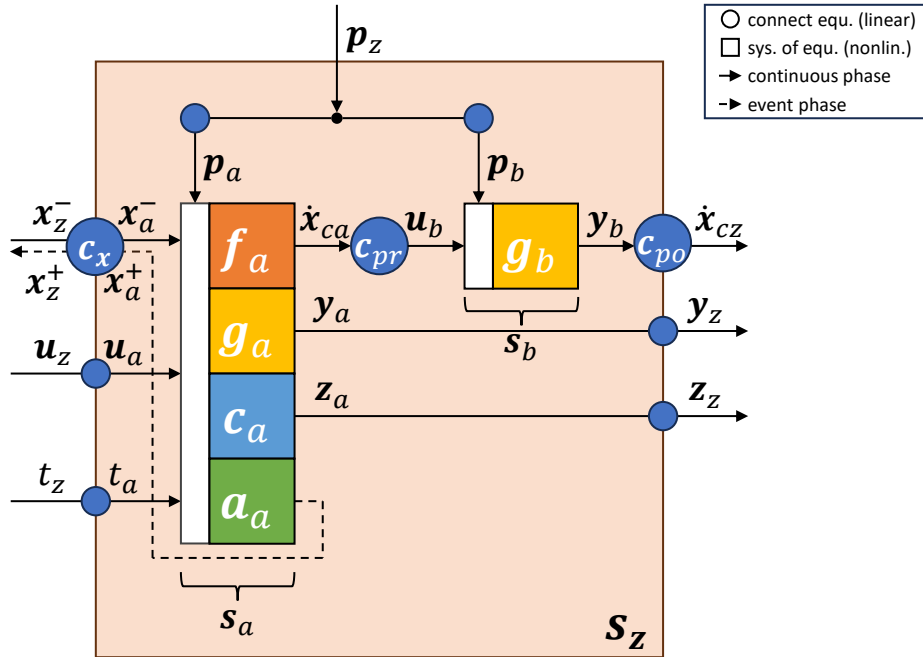 connect equ. (linear)
sys. of equ. (nonlin.)
continuous phase
event phase
p_z
p_a
p_b
x_z^- x_a^- ẋ_ca u_b y_b ẋ_cz
c_x f_a c_pr g_b c_po
x_z^+ x_a^+
y_a s_b y_z
u_z u_a g_a
z_a z_z
c_a
t_z t_a a_a
s_a
s_z